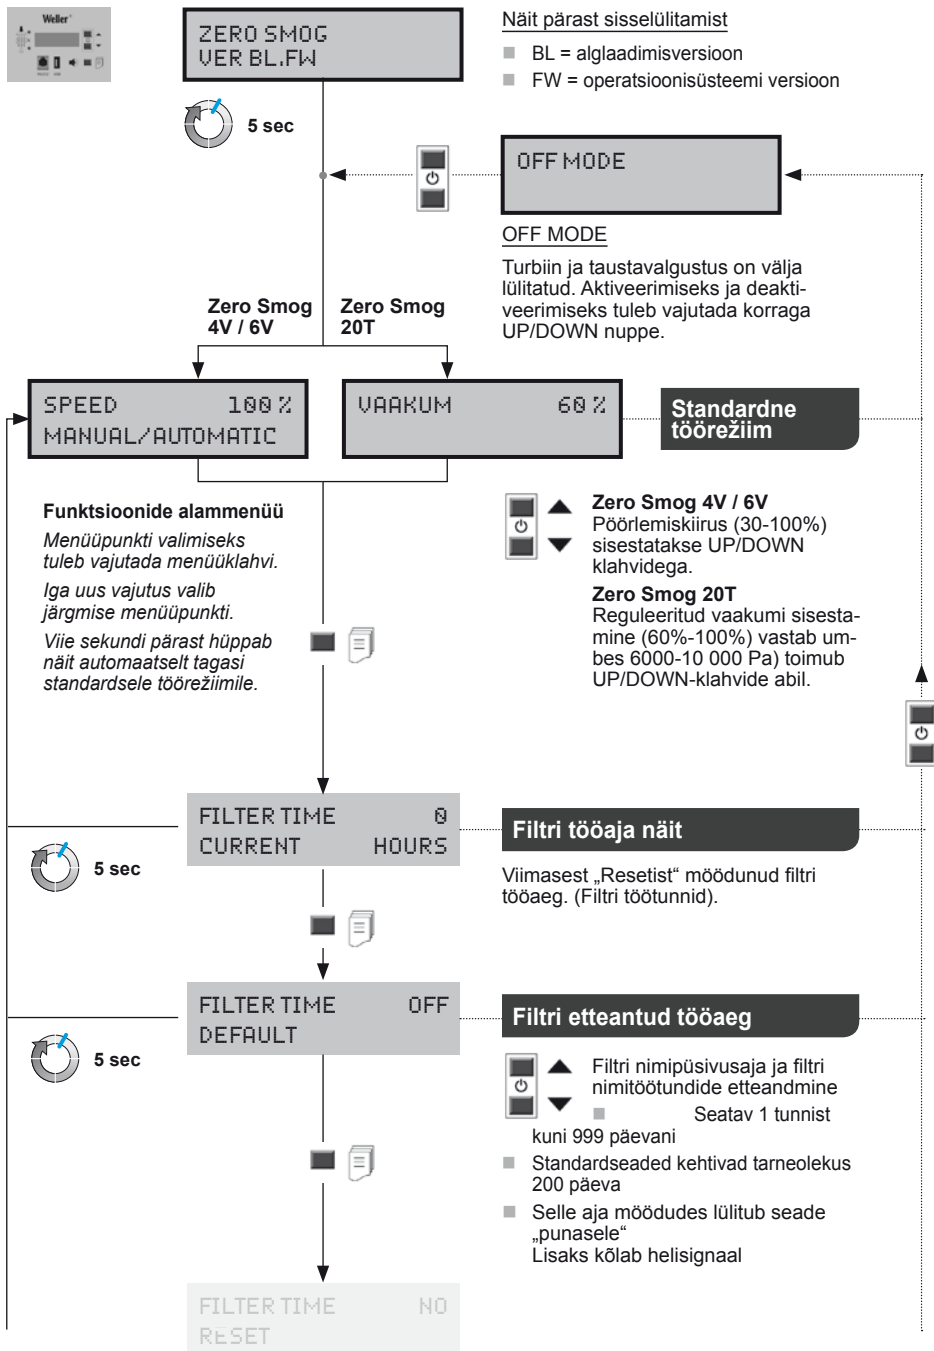 Weller
ZERO SMOG
VER BL.FW
Näit pärast sisselülitamist
BL = alglaadimisversioon
FW = operatsioonisüsteemi versioon
5 sec
OFF MODE
OFF MODE
Turbiin ja taustavalgustus on välja
lülitatud. Aktiveerimiseks ja deakti-
veerimiseks tuleb vajutada korraga
UP/DOWN nuppe.
Zero Smog
4V / 6V
Zero Smog
20T
SPEED 100 %
MANUAL/AUTOMATIC
VAAKUM 60 %
Standardne
töörežiim
Funktsioonide alammenüü
Menüüpunkti valimiseks
tuleb vajutada menüüklahvi.
Iga uus vajutus valib
järgmise menüüpunkti.
Viie sekundi pärast hüppab
näit automaatselt tagasi
standardsele töörežiimile.
Zero Smog 4V / 6V
Pöörlemiskiirus (30-100%)
sisestatakse UP/DOWN
klahvidega.
Zero Smog 20T
Reguleeritud vaakumi sisesta-
mine (60%-100%) vastab um-
bes 6000-10 000 Pa) toimub
UP/DOWN-klahvide abil.
FILTER TIME 0
CURRENT HOURS
5 sec
Filtri tööaja näit
Viimasest „Resetist“ möödunud filtri
tööaeg. (Filtri töötunnid).
FILTER TIME OFF
DEFAULT
5 sec
Filtri etteantud tööaeg
Filtri nimipüsivusaja ja filtri
nimitöötundide etteandmine
Seatav 1 tunnist
kuni 999 päevani
Standardseaded kehtivad tarneolekus
200 päeva
Selle aja möödudes lülitub seade
„punasele“
Lisaks kõlab helisignaal
FILTER TIME NO
RESET